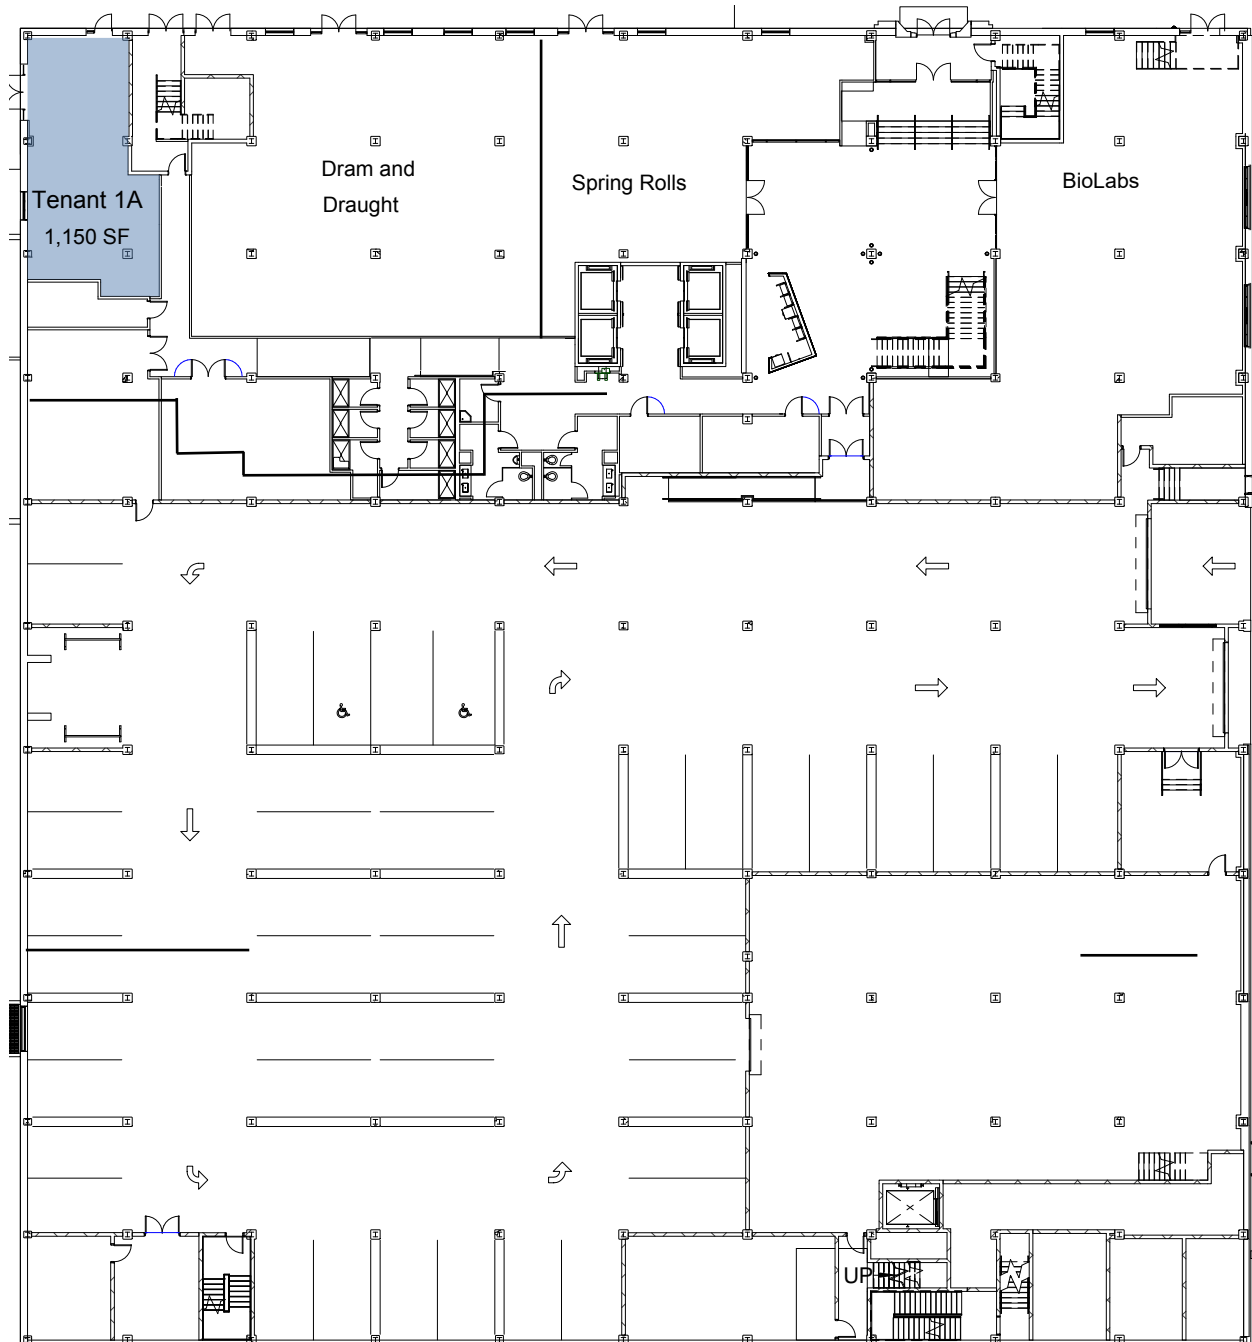 Dram and
Draught
Spring Rolls
BioLabs
Tenant 1A
1,150 SF
UP